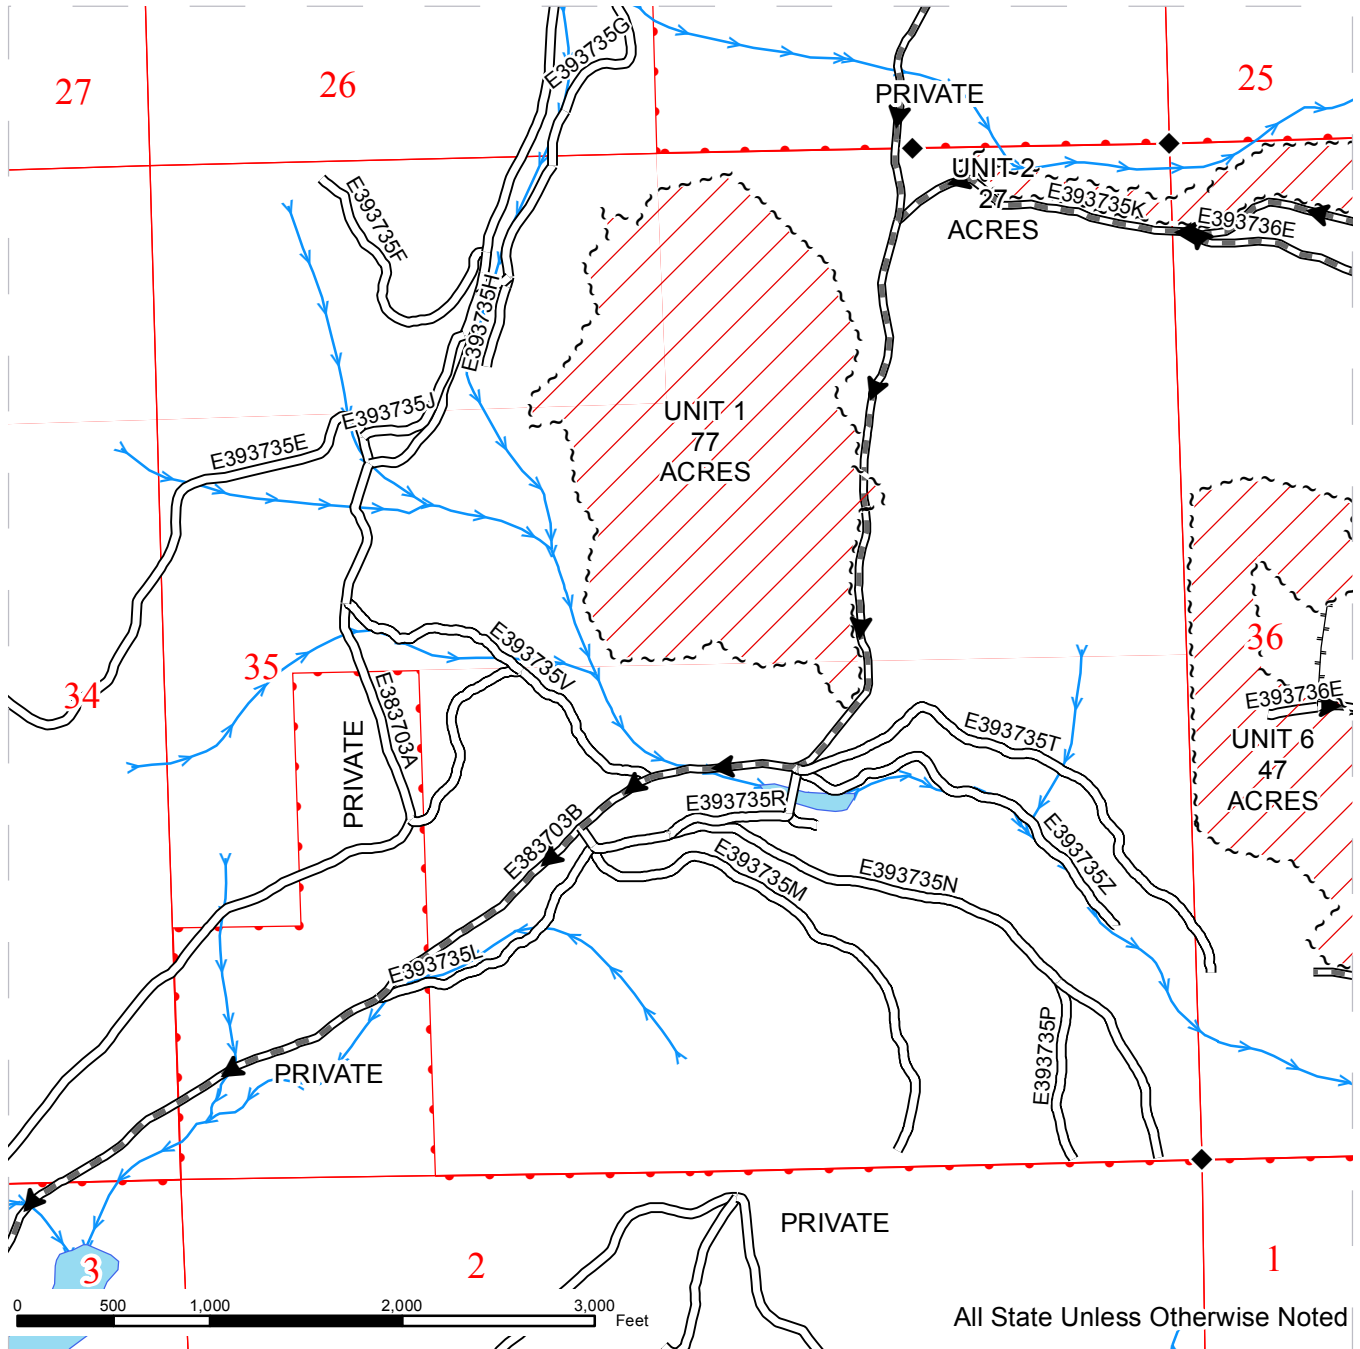 27
26
E393735G
PRIVATE
25
UNIT 2
27
ACRES
E393735K
E393736E
E393735F
E393735H
E393735J
E393735E
UNIT 1
77
ACRES
34
35
E393735V
E383703A
PRIVATE
36
E393736E
UNIT 6
47
ACRES
E393735T
E393735R
E383703B
E393735M
E393735N
E393735Z
E393735L
E393735P
PRIVATE
PRIVATE
3
2
1
0 500 1,000 2,000 3,000
Feet
All State Unless Otherwise Noted